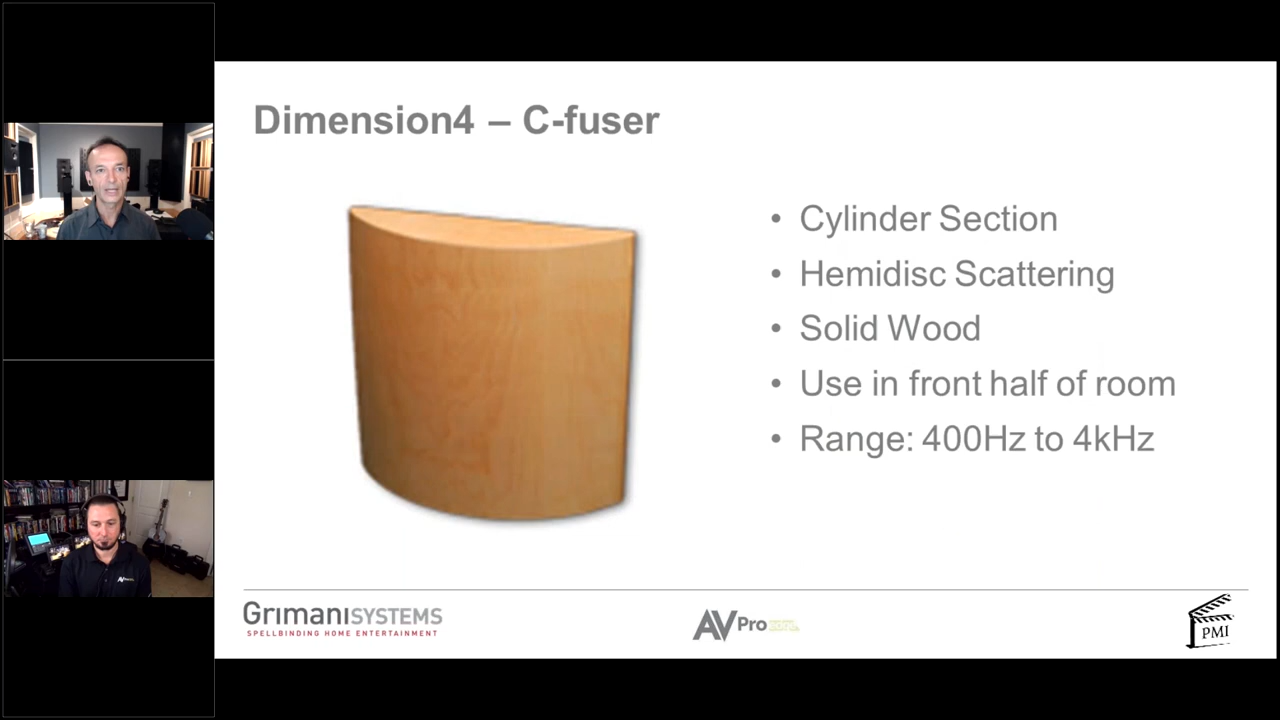 Dimension4 – C-fuser
• Cylinder Section
• Hemidisc Scattering
• Solid Wood
• Use in front half of room
• Range: 400Hz to 4kHz
GrimaniSYSTEMS
SPELLBINDING HOME ENTERTAINMENT
AVPro
PMI